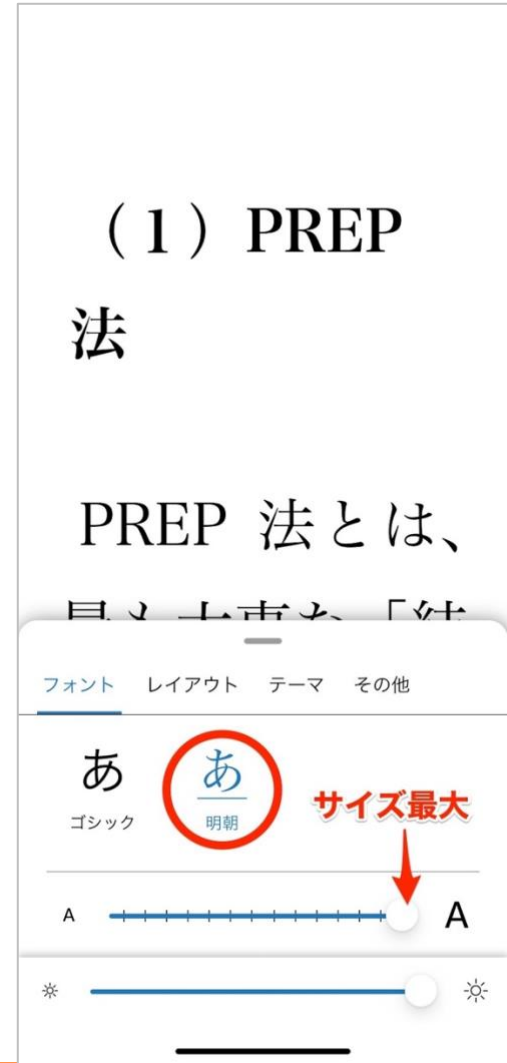 （1）PREP
法
PREP 法とは、
フォント レイアウト テーマ その他
あ あ
ゴシック 明朝
サイズ最大
A A